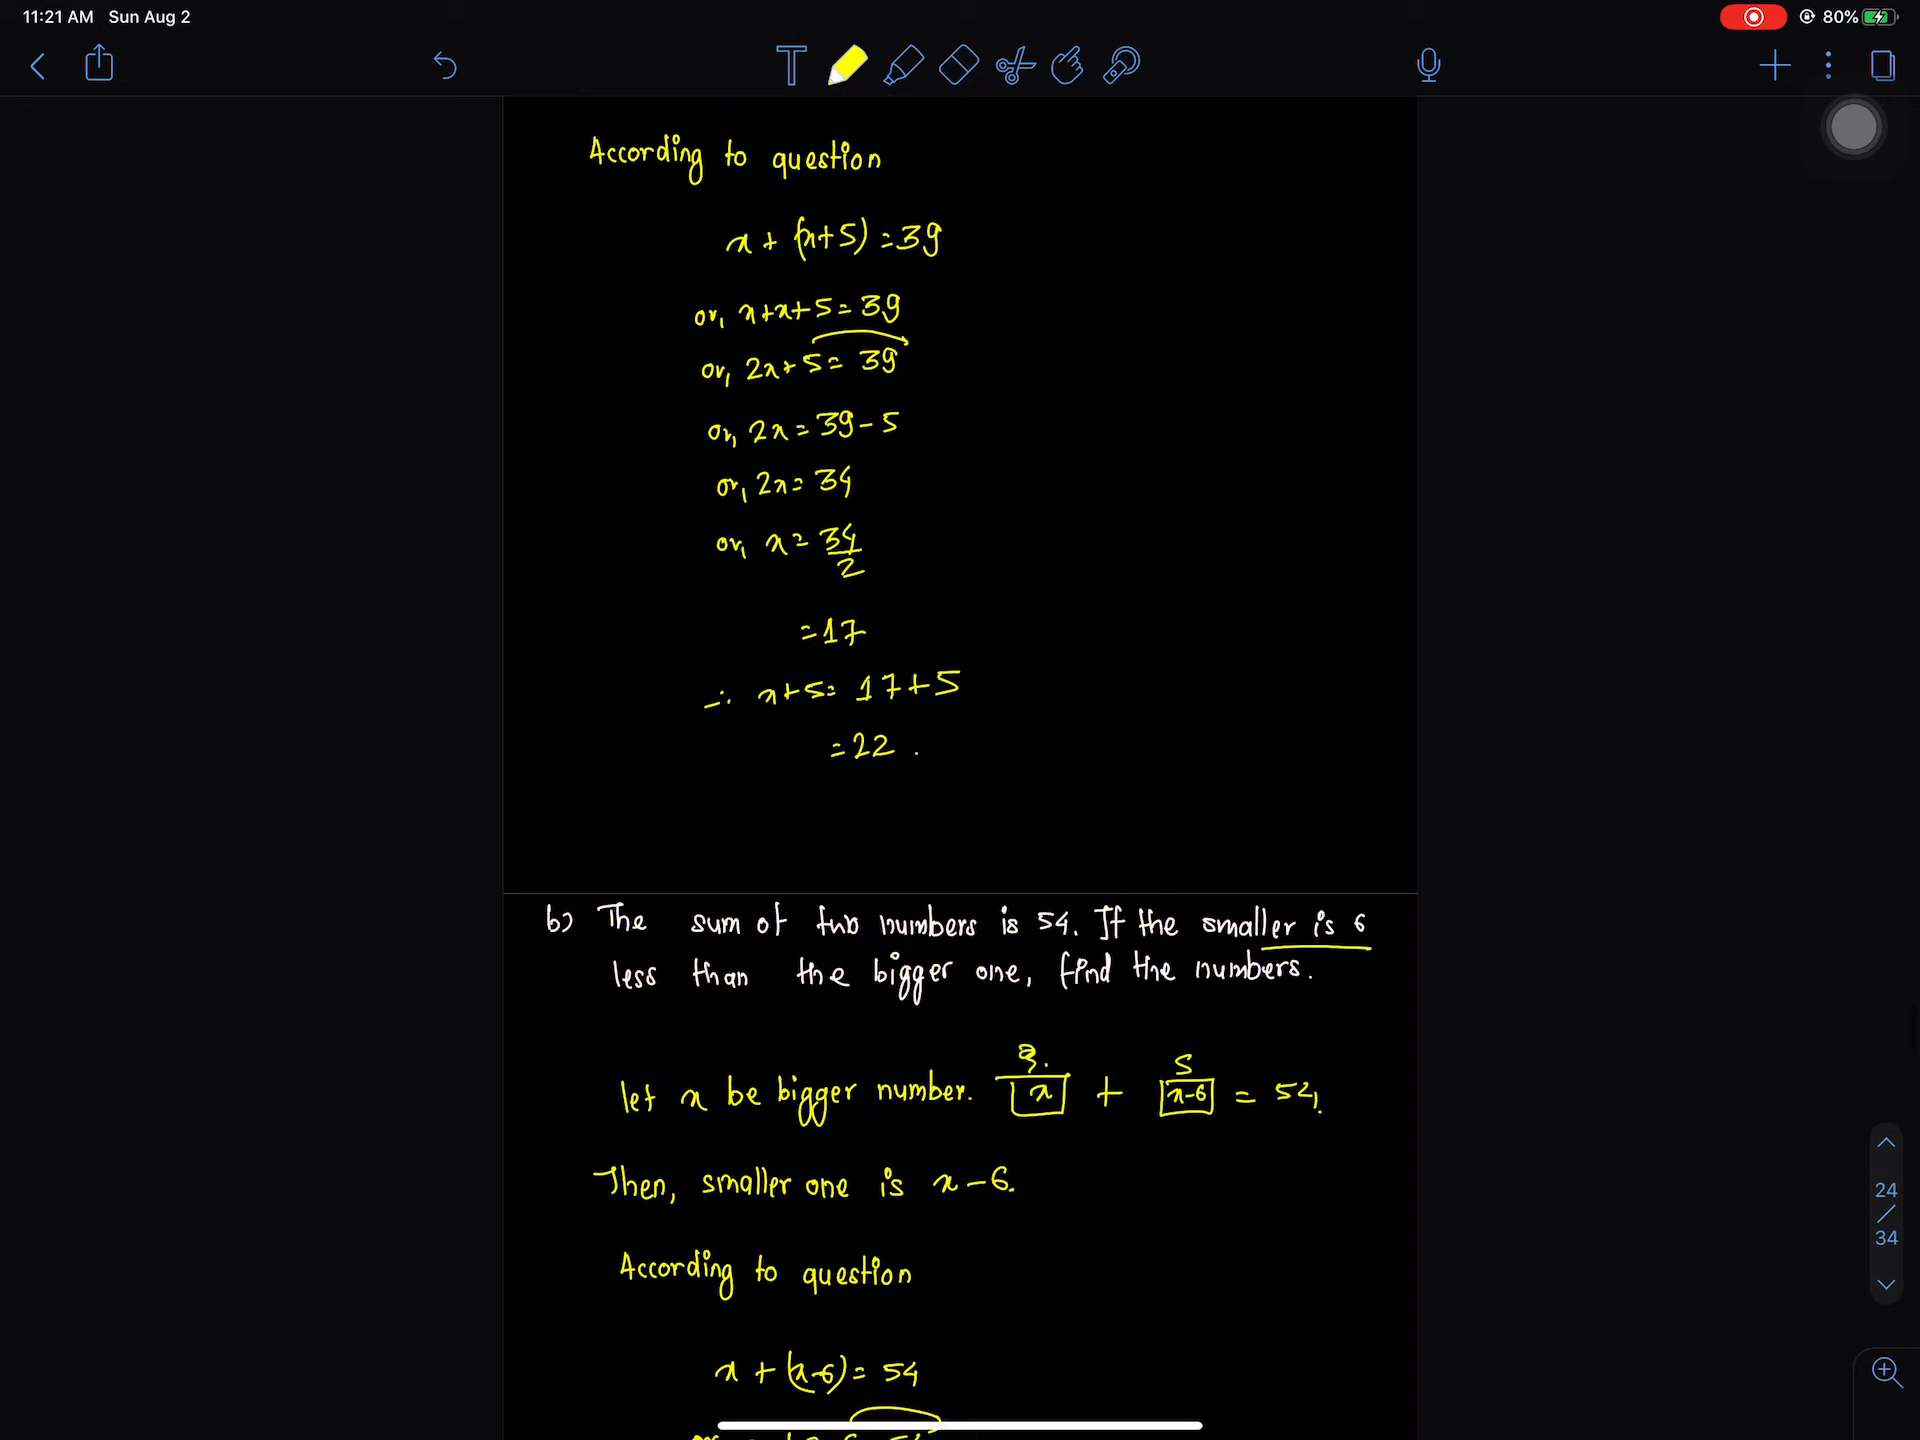 11:21 AM Sun Aug 2
80%
According to question
x + (x+5) = 39
or, x+x+5 = 39
or, 2x+5 = 39
or, 2x = 39-5
or, 2x = 34
or, x = 34/2
= 17
∴ x+5 = 17+5
= 22 .
b) The sum of two numbers is 54. If the smaller is 6
less than the bigger one, find the numbers.
S
let x be bigger number. x + x-6 = 54.
Then, smaller one is x-6.
According to question
x + (x-6) = 54
24
/
34